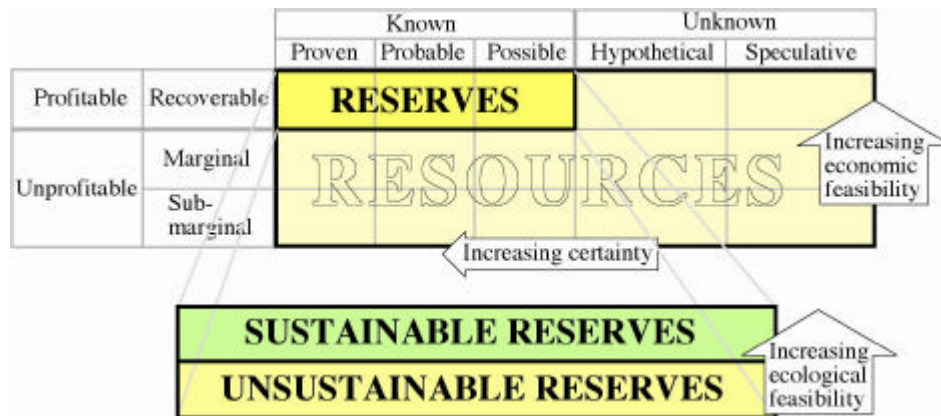 Known
Unknown
Proven
Probable
Possible
Hypothetical
Speculative
Profitable
Recoverable
RESERVES
Unprofitable
Marginal
Sub-
marginal
RESOURCES
Increasing
economic
feasibility
Increasing certainty
SUSTAINABLE RESERVES
UNSUSTAINABLE RESERVES
Increasing
ecological
feasibility